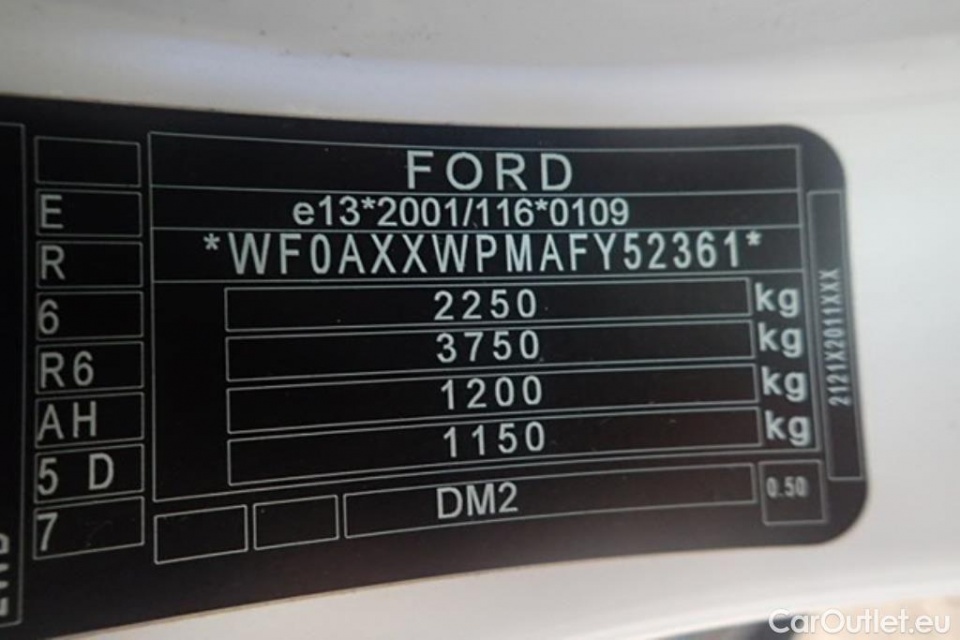 FORD
e13*2001/116*0109
*WF0AXXWPMAFY52361*
2250 kg
3750 kg
1200 kg
1150 kg
DM2
0.50
E
R
6
R6
AH
5 D
7
2121X2011XXX
CarOutlet.eu